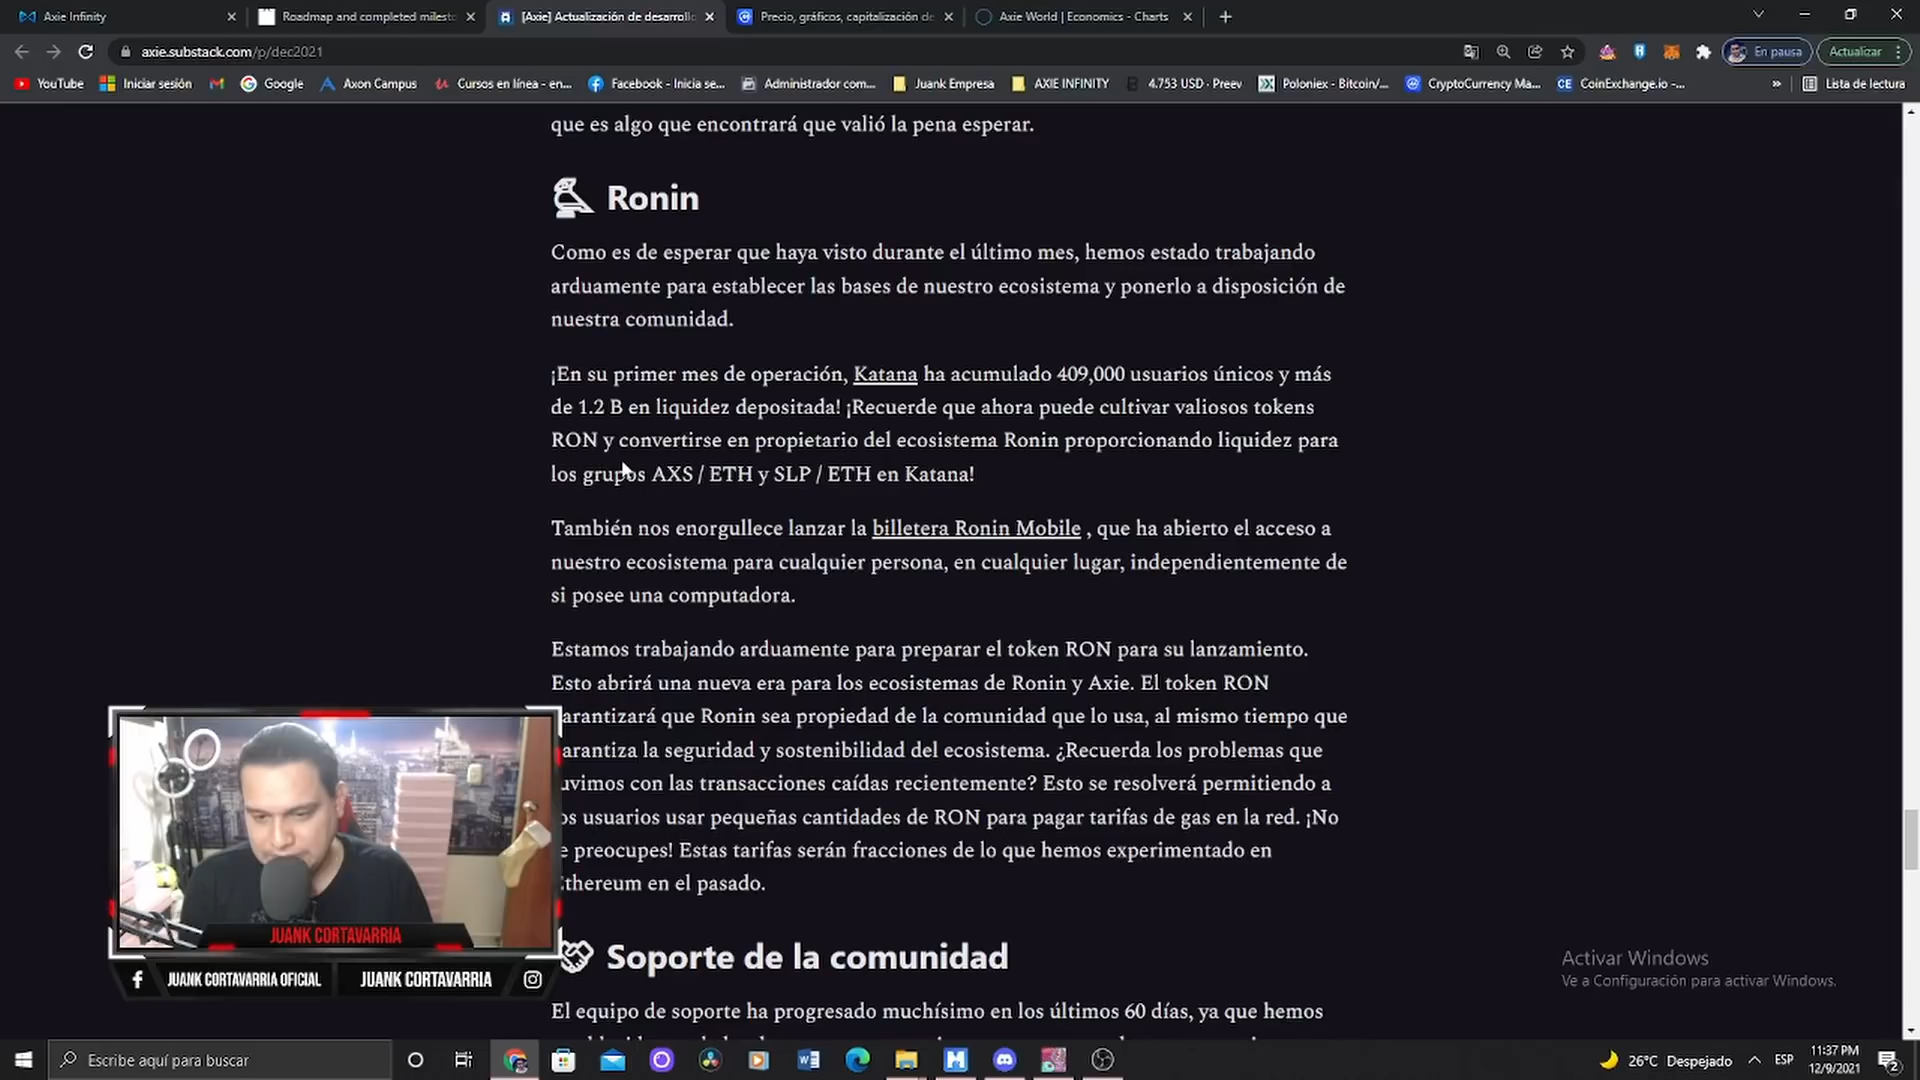 Axie Infinity
Roadmap and completed milest
[Axie] Actualización de desarroll
Precio, gráficos, capitalización de
Axie World | Economics - Charts
axie.substack.com/p/dec2021
En pausa
Actualizar
YouTube
Iniciar sesión
Google
Axon Campus
Cursos en línea - en...
Facebook - Inicia se...
Administrador com...
Juank Empresa
AXIE INFINITY
4.753 USD · Preev
Poloniex - Bitcoin/...
CryptoCurrency Ma...
CoinExchange.io -...
»
Lista de lectura
que es algo que encontrará que valió la pena esperar.
Ronin
Como es de esperar que haya visto durante el último mes, hemos estado trabajando
arduamente para establecer las bases de nuestro ecosistema y ponerlo a disposición de
nuestra comunidad.
¡En su primer mes de operación, Katana ha acumulado 409,000 usuarios únicos y más
de 1.2 B en liquidez depositada! ¡Recuerde que ahora puede cultivar valiosos tokens
RON y convertirse en propietario del ecosistema Ronin proporcionando liquidez para
los grupos AXS / ETH y SLP / ETH en Katana!
También nos enorgullece lanzar la billetera Ronin Mobile , que ha abierto el acceso a
nuestro ecosistema para cualquier persona, en cualquier lugar, independientemente de
si posee una computadora.
Estamos trabajando arduamente para preparar el token RON para su lanzamiento.
Esto abrirá una nueva era para los ecosistemas de Ronin y Axie. El token RON
arantizará que Ronin sea propiedad de la comunidad que lo usa, al mismo tiempo que
arantiza la seguridad y sostenibilidad del ecosistema. ¿Recuerda los problemas que
uvimos con las transacciones caídas recientemente? Esto se resolverá permitiendo a
os usuarios usar pequeñas cantidades de RON para pagar tarifas de gas en la red. ¡No
e preocupes! Estas tarifas serán fracciones de lo que hemos experimentado en
thereum en el pasado.
Soporte de la comunidad
El equipo de soporte ha progresado muchísimo en los últimos 60 días, ya que hemos
JUANK CORTAVARRIA
JUANK CORTAVARRIA OFICIAL
JUANK CORTAVARRIA
Activar Windows
Ve a Configuración para activar Windows.
Escribe aquí para buscar
26°C Despejado
ESP
11:37 PM
12/9/2021
2